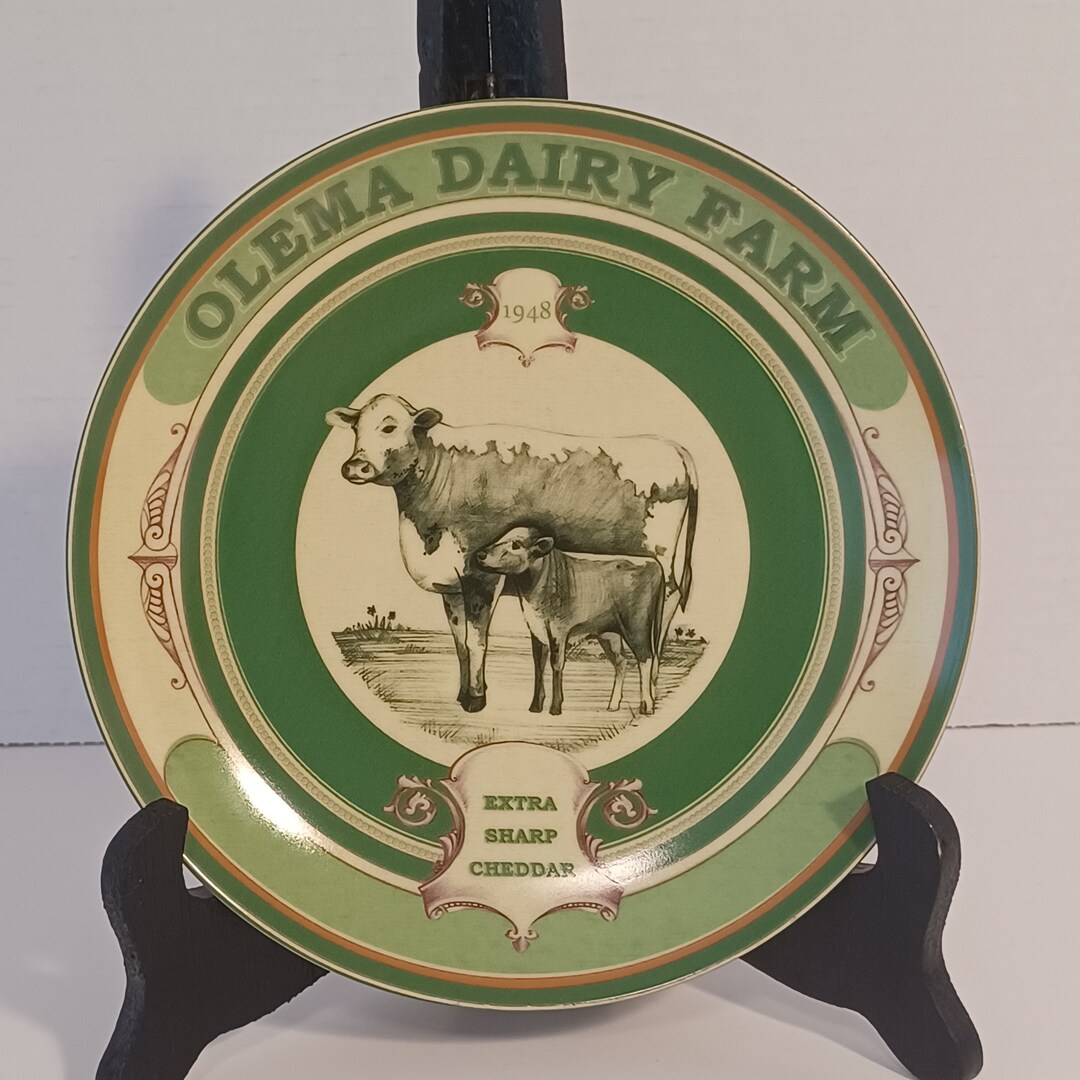 OLEMA DAIRY FARM
1948
EXTRA
SHARP
CHEDDAR